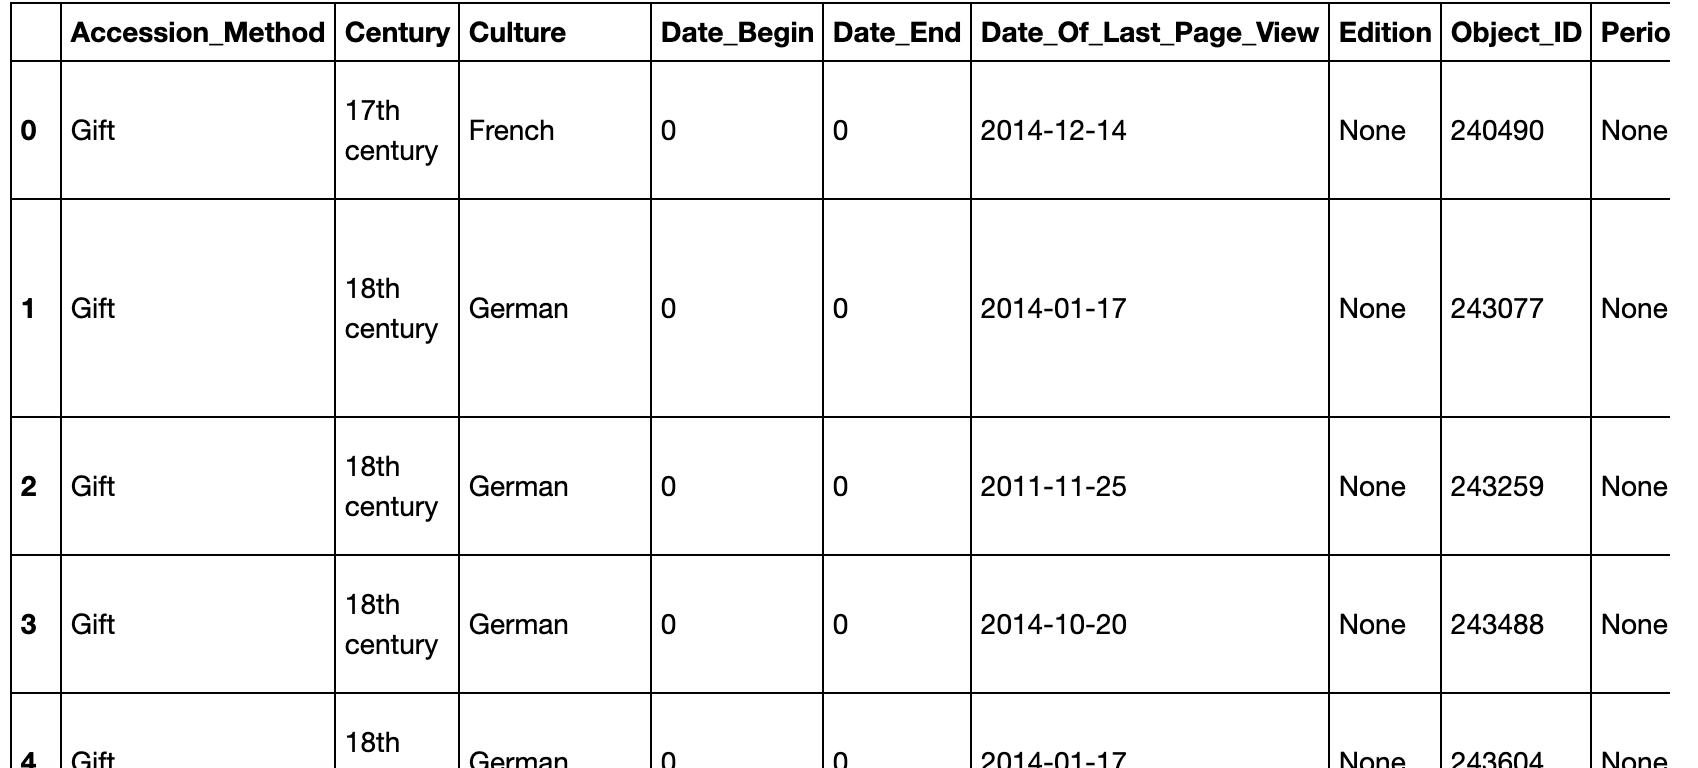 Accession_Method Century Culture Date_Begin Date_End Date_Of_Last_Page_View Edition Object_ID Perio
0 Gift 17th century French 0 0 2014-12-14 None 240490 None
1 Gift 18th century German 0 0 2014-01-17 None 243077 None
2 Gift 18th century German 0 0 2011-11-25 None 243259 None
3 Gift 18th century German 0 0 2014-10-20 None 243488 None
4 Gift 18th German 0 0 2014-01-17 None 243604 None